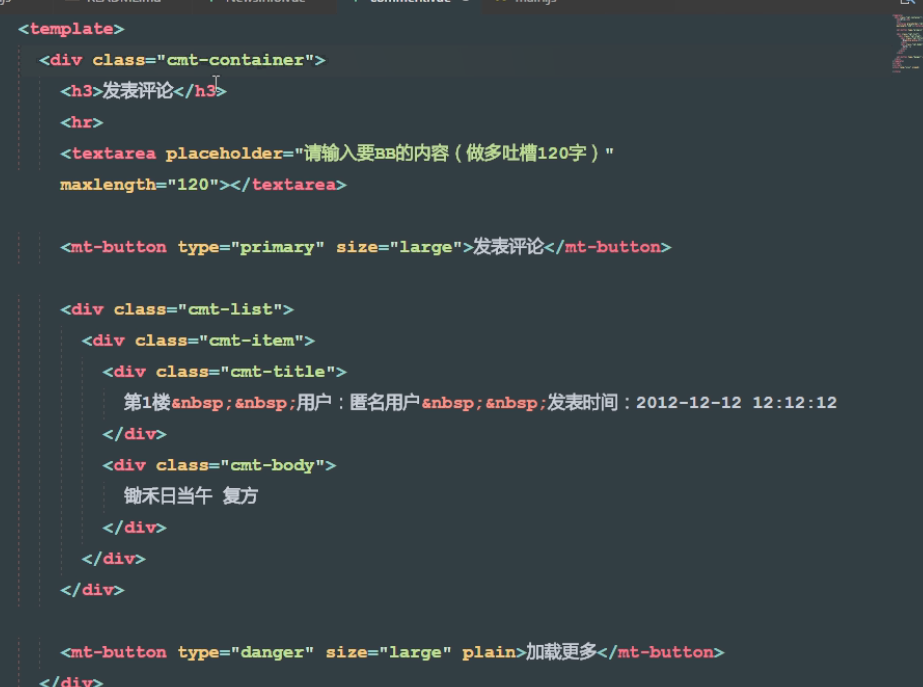 <template>
<div class="cmt-container">
<h3>发表评论</h3>
<hr>
<textarea placeholder="请输入要BB的内容（做多吐槽120字）"
maxlength="120"></textarea>
<mt-button type="primary" size="large">发表评论</mt-button>
<div class="cmt-list">
<div class="cmt-item">
<div class="cmt-title">
第1楼&nbsp;&nbsp;用户：匿名用户&nbsp;&nbsp;发表时间：2012-12-12 12:12:12
</div>
<div class="cmt-body">
锄禾日当午 复方
</div>
</div>
</div>
<mt-button type="danger" size="large" plain>加载更多</mt-button>
</div>